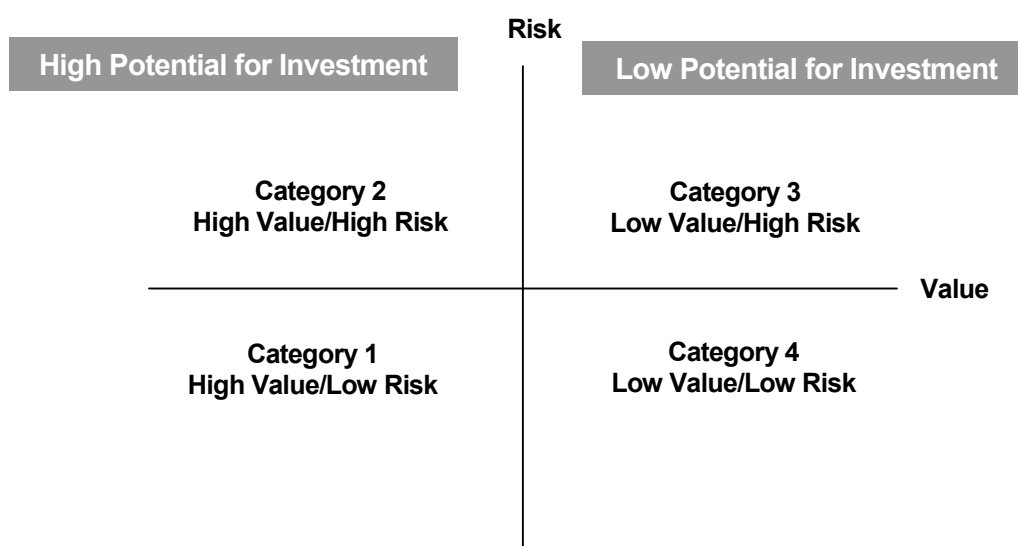 Risk
High Potential for Investment
Low Potential for Investment
Category 2
High Value/High Risk
Category 3
Low Value/High Risk
Value
Category 1
High Value/Low Risk
Category 4
Low Value/Low Risk